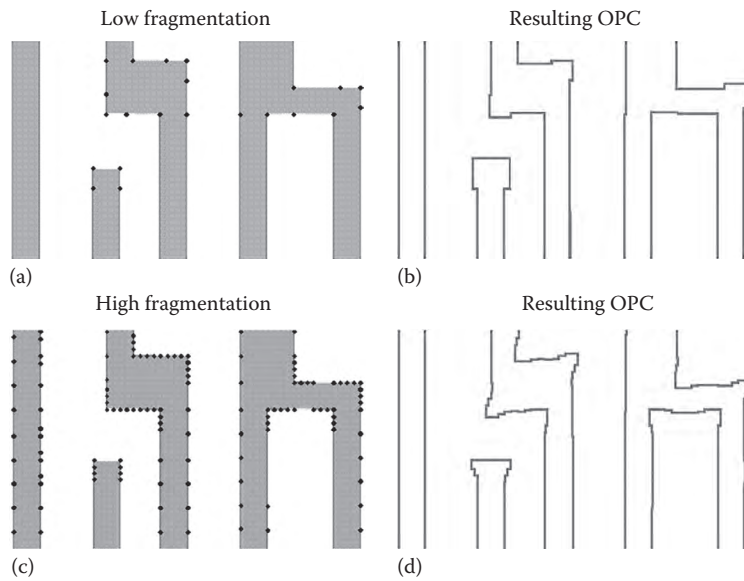 Low fragmentation
Resulting OPC
(a)
(b)
High fragmentation
Resulting OPC
(c)
(d)